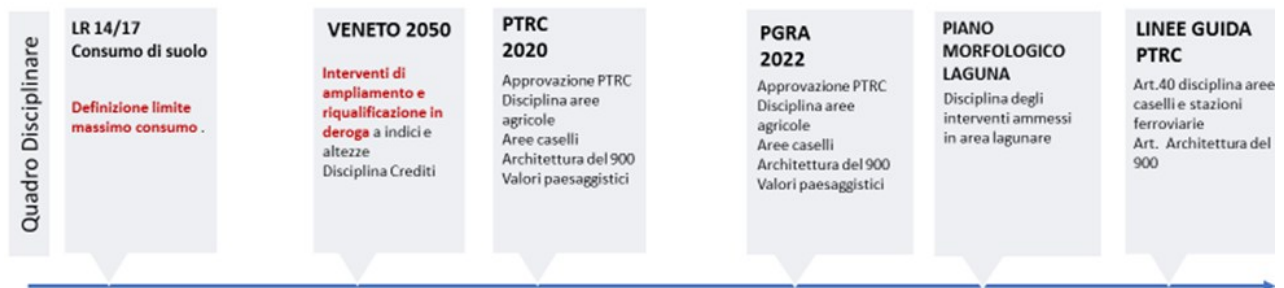 Quadro Disciplinare
LR 14/17
Consumo di suolo
Definizione limite
massimo consumo .
VENETO 2050
Interventi di
ampliamento e
riqualificazione in
deroga a indici e
altezze
Disciplina Crediti
PTRC
2020
Approvazione PTRC
Disciplina aree
agricole
Aree caselli
Architettura del 900
Valori paesaggistici
PGRA
2022
Approvazione PTRC
Disciplina aree
agricole
Aree caselli
Architettura del 900
Valori paesaggistici
PIANO
MORFOLOGICO
LAGUNA
Disciplina degli
interventi ammessi
in area lagunare
LINEE GUIDA
PTRC
Art.40 disciplina aree
caselli e stazioni
ferroviarie
Art. Architettura del
900